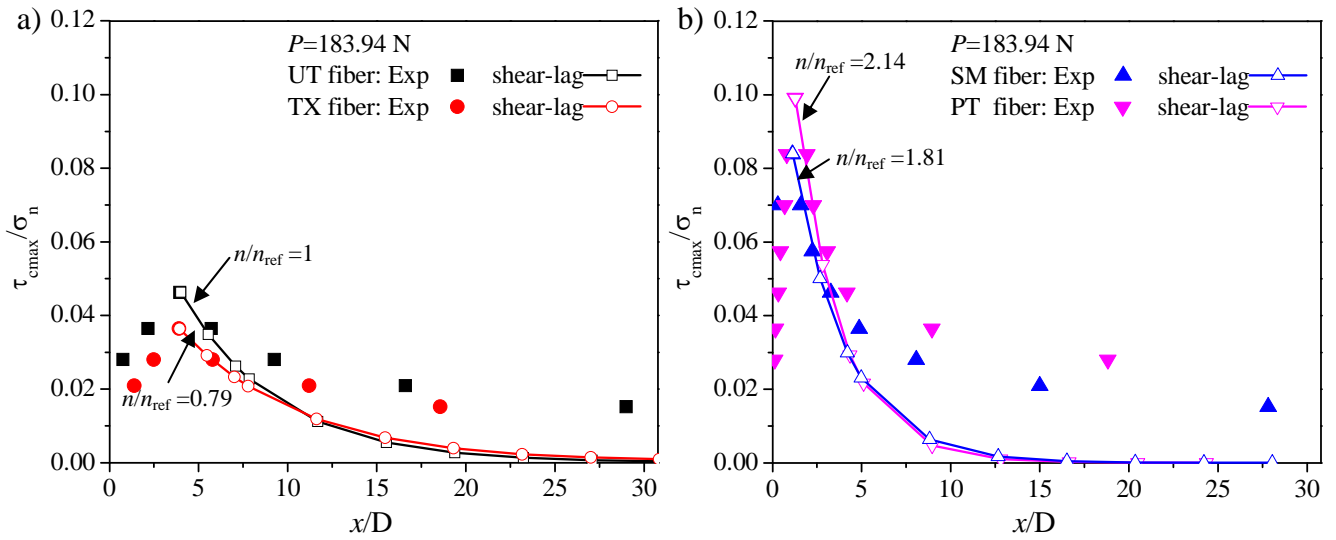 a)
P=183.94 N
UT fiber: Exp shear-lag
TX fiber: Exp shear-lag
n/nref =1
n/nref =0.79
0.12
0.10
0.08
0.06
0.04
0.02
0.00
τcmax/σn
0 5 10 15 20 25 30
x/D
b)
P=183.94 N
SM fiber: Exp shear-lag
PT fiber: Exp shear-lag
n/nref =2.14
n/nref =1.81
0.12
0.10
0.08
0.06
0.04
0.02
0.00
τcmax/σn
0 5 10 15 20 25 30
x/D